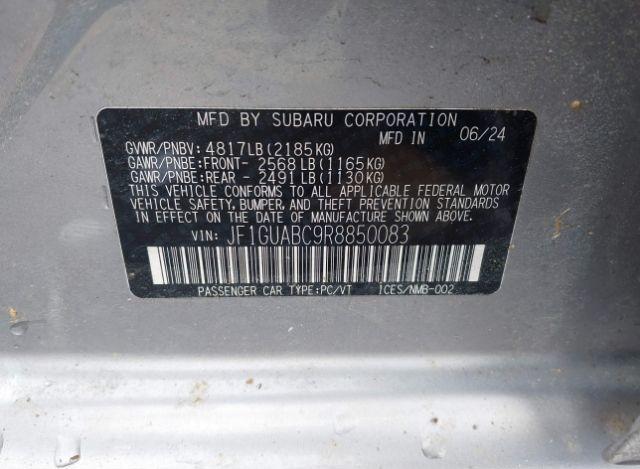 MFD BY SUBARU CORPORATION
MFD IN 06/24
GVWR/PNBV: 4817LB(2185KG)
GAWR/PNBE:FRONT- 2568LB(1165KG)
GAWR/PNBE:REAR - 2491LB(1130KG)
THIS VEHICLE CONFORMS TO ALL APPLICABLE FEDERAL MOTOR
VEHICLE SAFETY, BUMPER, AND THEFT PREVENTION STANDARDS
IN EFFECT ON THE DATE OF MANUFACTURE SHOWN ABOVE.
VIN: JF1GUABC9R8850083
PASSENGER CAR TYPE:PC/VT 1CES/NMB-002